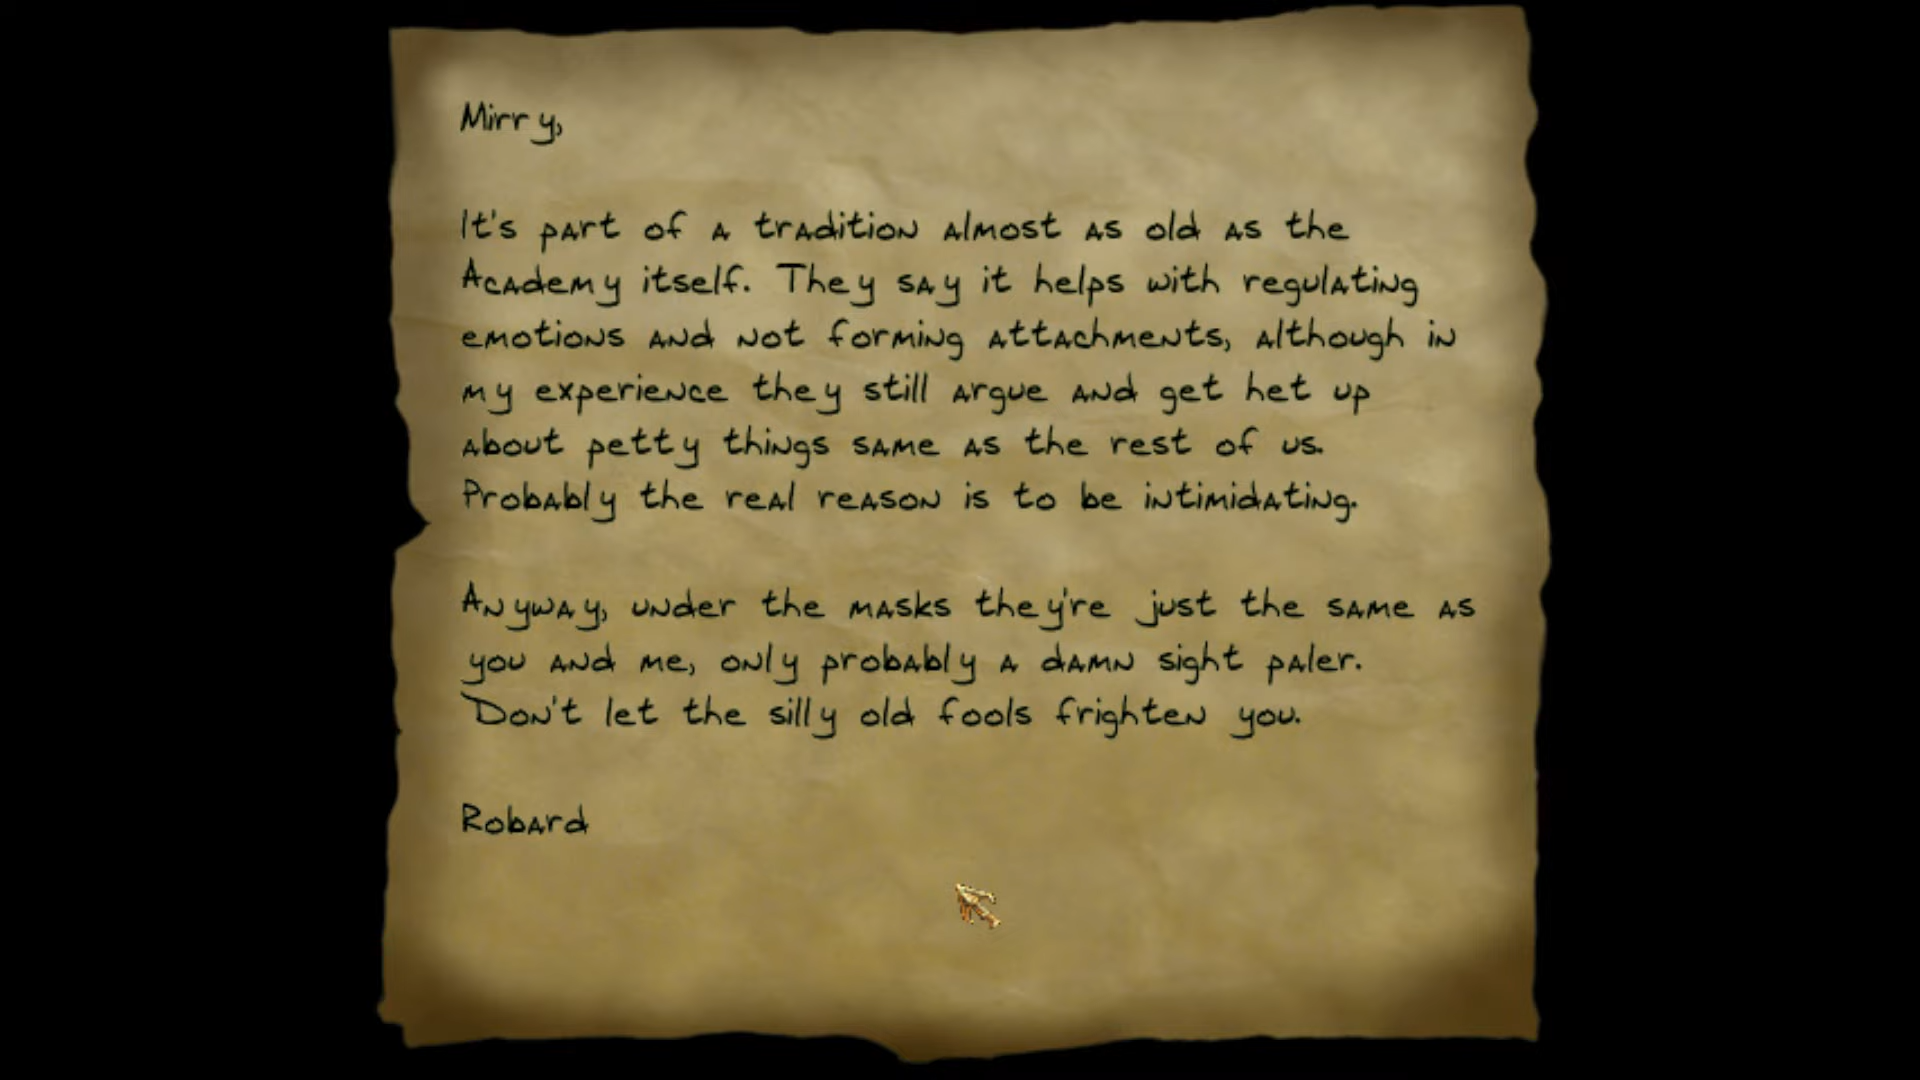 Mirry,
It's part of a tradition almost as old as the
Academy itself. They say it helps with regulating
emotions and not forming attachments, although in
my experience they still argue and get het up
about petty things same as the rest of us.
Probably the real reason is to be intimidating.
Anyway, under the masks they're just the same as
you and me, only probably a damn sight paler.
Don't let the silly old fools frighten you.
Robard